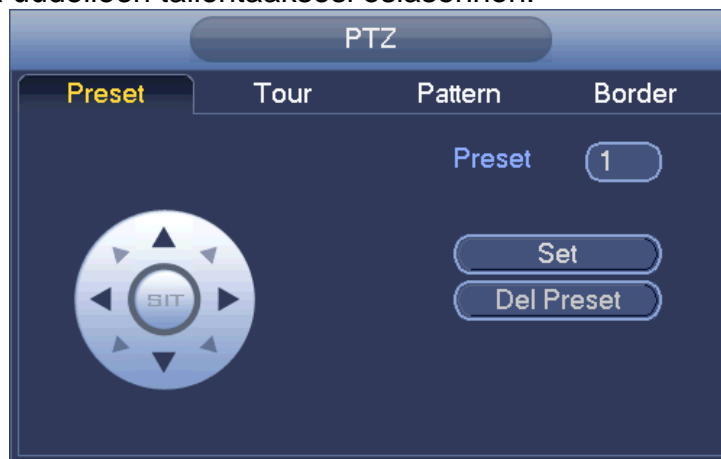 PTZ
Preset Tour Pattern Border
Preset 1
Set
SIT
Del Preset